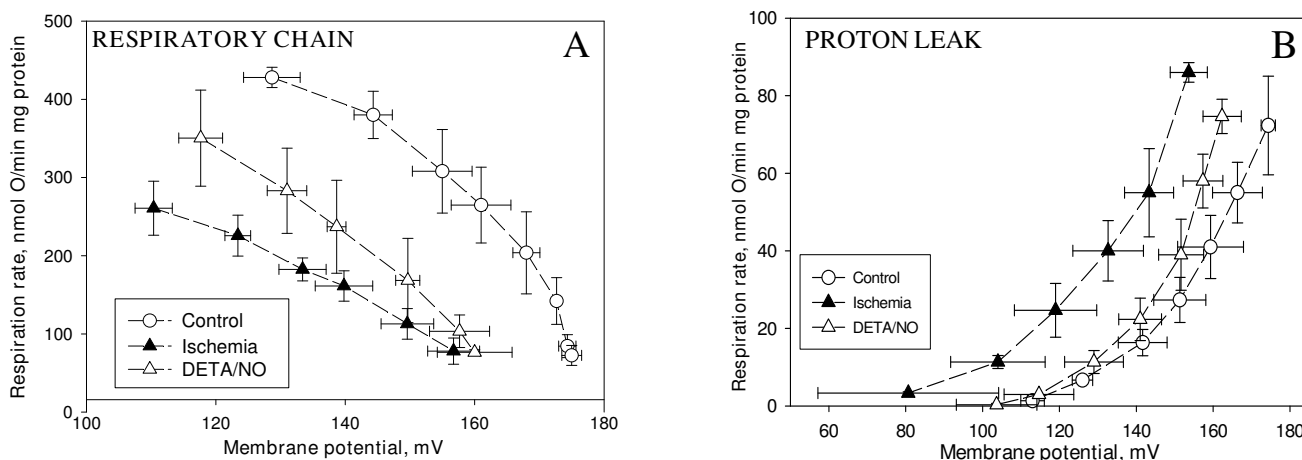 RESPIRATORY CHAIN
A
Respiration rate, nmol O/min mg protein
500
400
300
200
100
0
Control
Ischemia
DETA/NO
100
120
140
160
180
Membrane potential, mV
PROTON LEAK
B
Respiration rate, nmol O/min mg protein
100
80
60
40
20
0
Control
Ischemia
DETA/NO
60
80
100
120
140
160
180
Membrane potential, mV